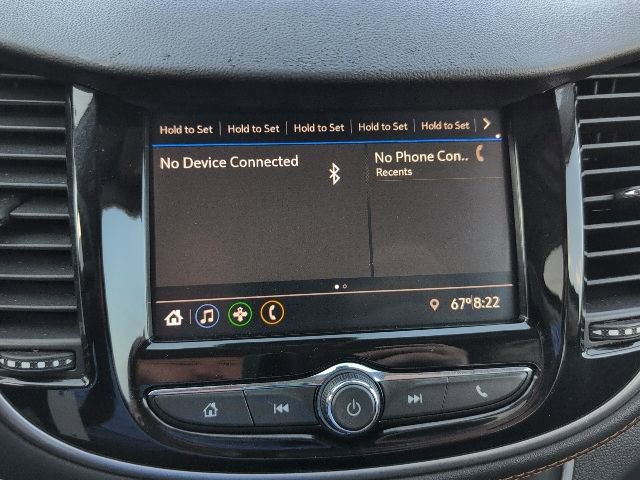 Hold to Set Hold to Set Hold to Set Hold to Set Hold to Set
No Device Connected
No Phone Con..
Recents
67° 8:22